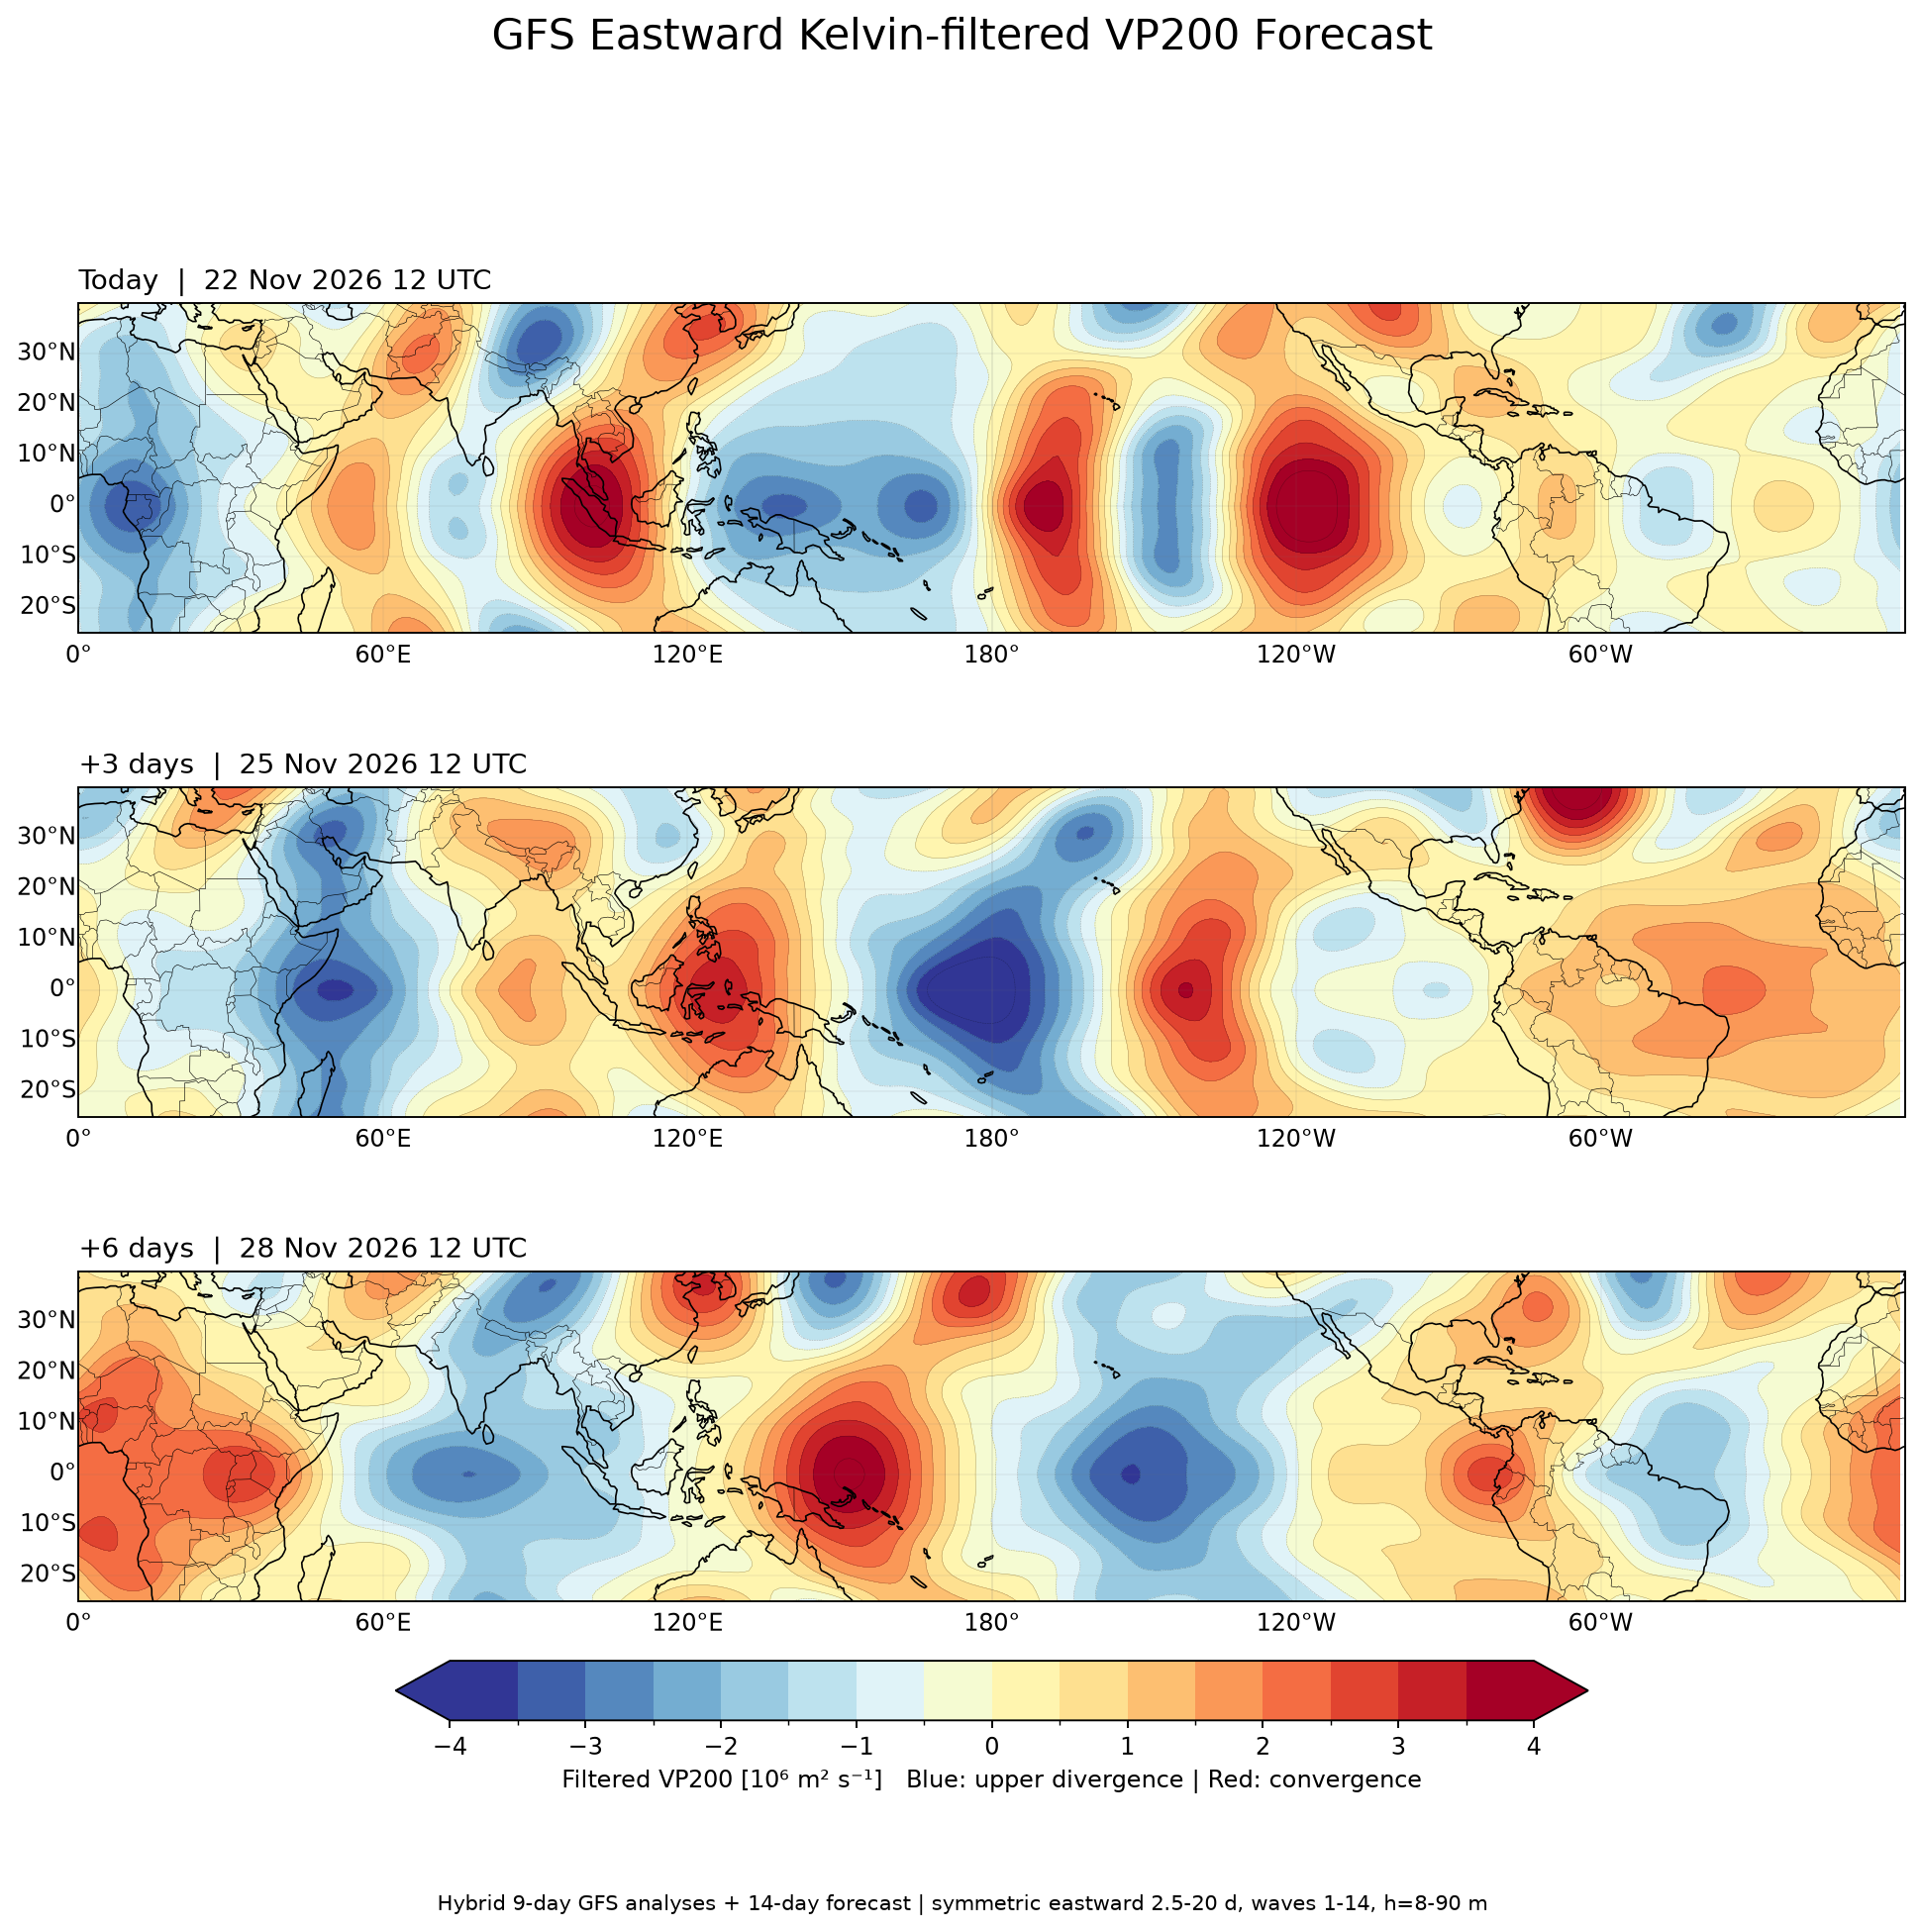 GFS Eastward Kelvin-filtered VP200 Forecast
Today | 22 Nov 2026 12 UTC
30°N
20°N
10°N
0°
10°S
20°S
0° 60°E 120°E 180° 120°W 60°W
+3 days | 25 Nov 2026 12 UTC
30°N
20°N
10°N
0°
10°S
20°S
0° 60°E 120°E 180° 120°W 60°W
+6 days | 28 Nov 2026 12 UTC
30°N
20°N
10°N
0°
10°S
20°S
0° 60°E 120°E 180° 120°W 60°W
−4 −3 −2 −1 0 1 2 3 4
Filtered VP200 [10⁶ m² s⁻¹] Blue: upper divergence | Red: convergence
Hybrid 9-day GFS analyses + 14-day forecast | symmetric eastward 2.5-20 d, waves 1-14, h=8-90 m